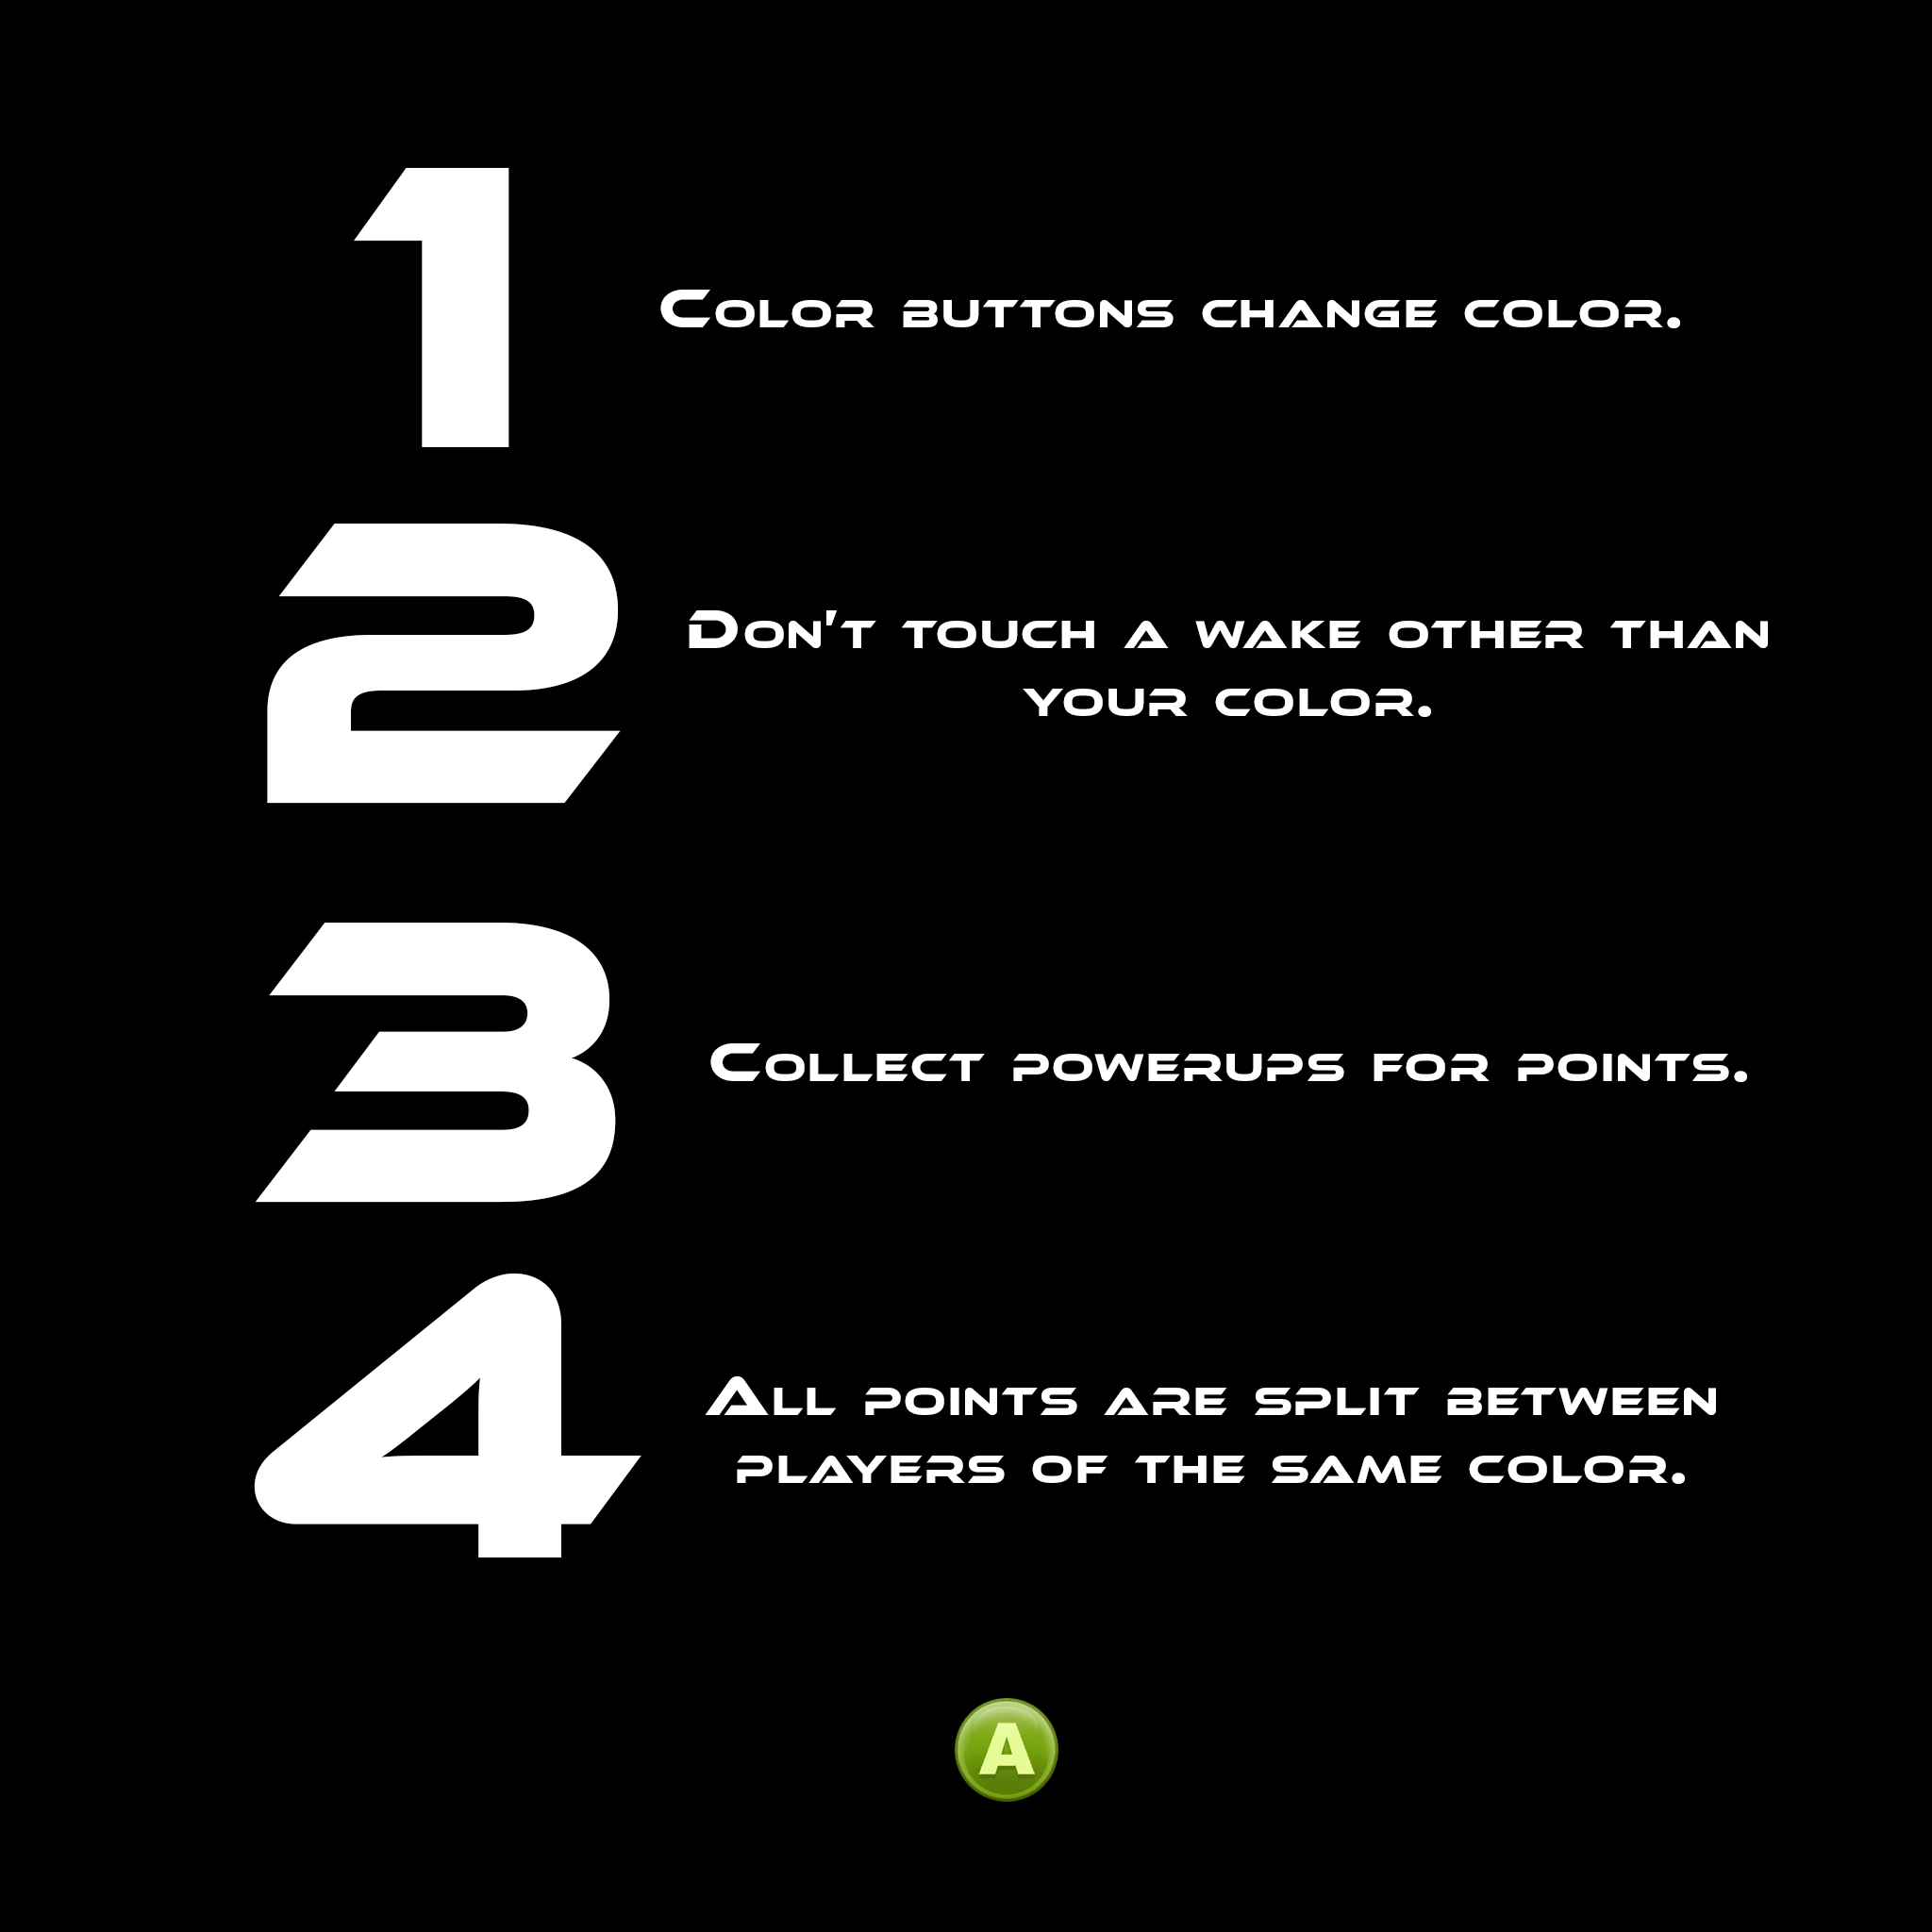 1
Color buttons change color.
2
Don't touch a wake other than
your color.
3
Collect powerups for points.
4
All points are split between
players of the same color.
A